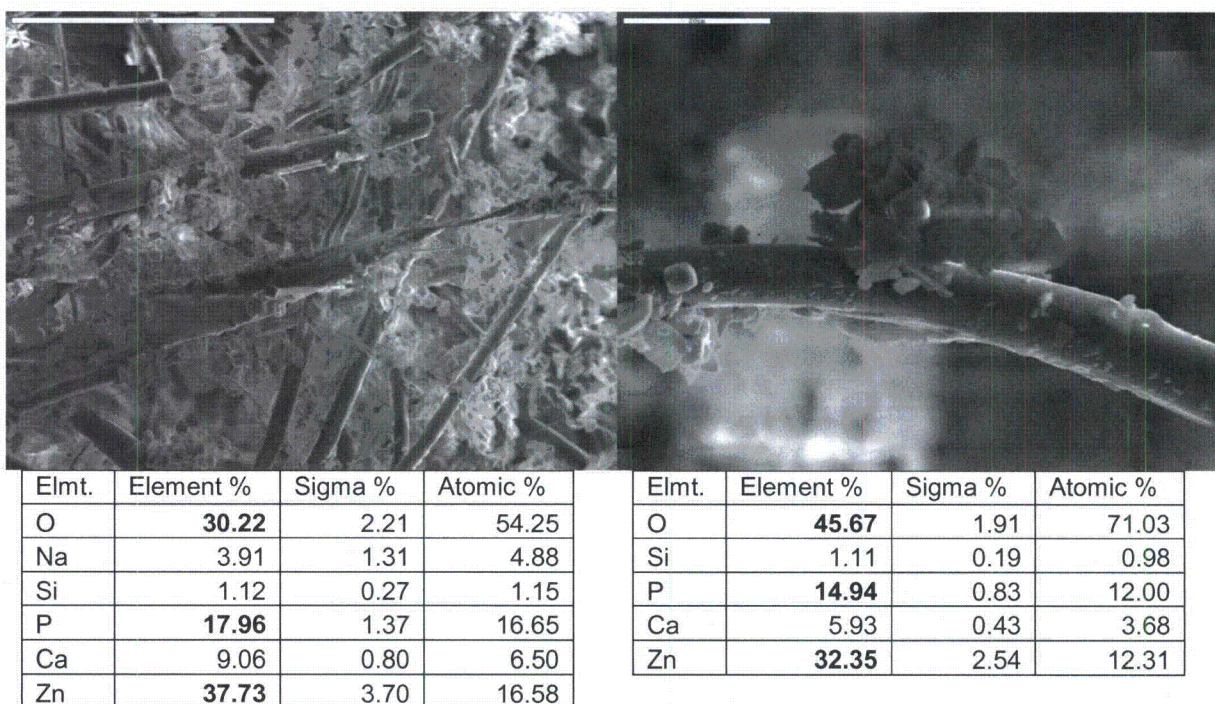 Elmt. Element % Sigma % Atomic %
O 30.22 2.21 54.25
Na 3.91 1.31 4.88
Si 1.12 0.27 1.15
P 17.96 1.37 16.65
Ca 9.06 0.80 6.50
Zn 37.73 3.70 16.58
Elmt. Element % Sigma % Atomic %
O 45.67 1.91 71.03
Si 1.11 0.19 0.98
P 14.94 0.83 12.00
Ca 5.93 0.43 3.68
Zn 32.35 2.54 12.31